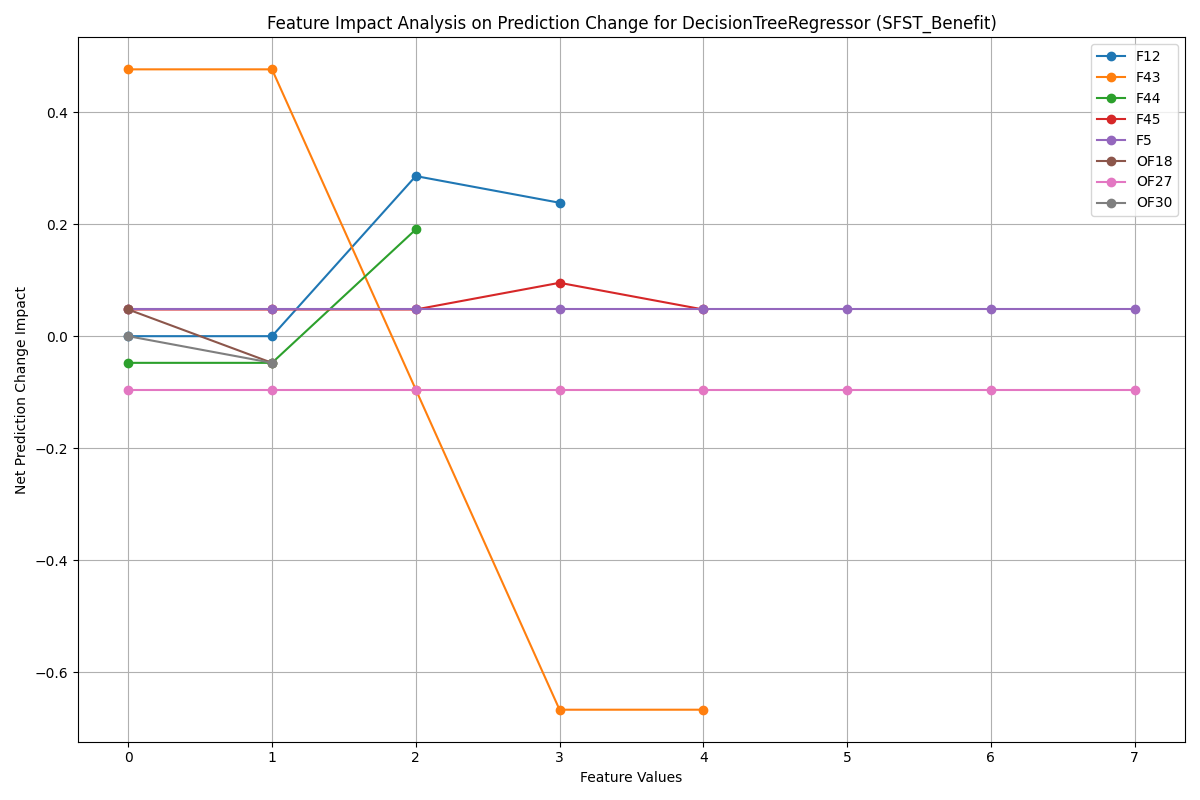 Feature Impact Analysis on Prediction Change for DecisionTreeRegressor (SFST_Benefit)
F12
F43
F44
F45
F5
OF18
OF27
OF30
Net Prediction Change Impact
0.4
0.2
0.0
−0.2
−0.4
−0.6
0 1 2 3 4 5 6 7
Feature Values